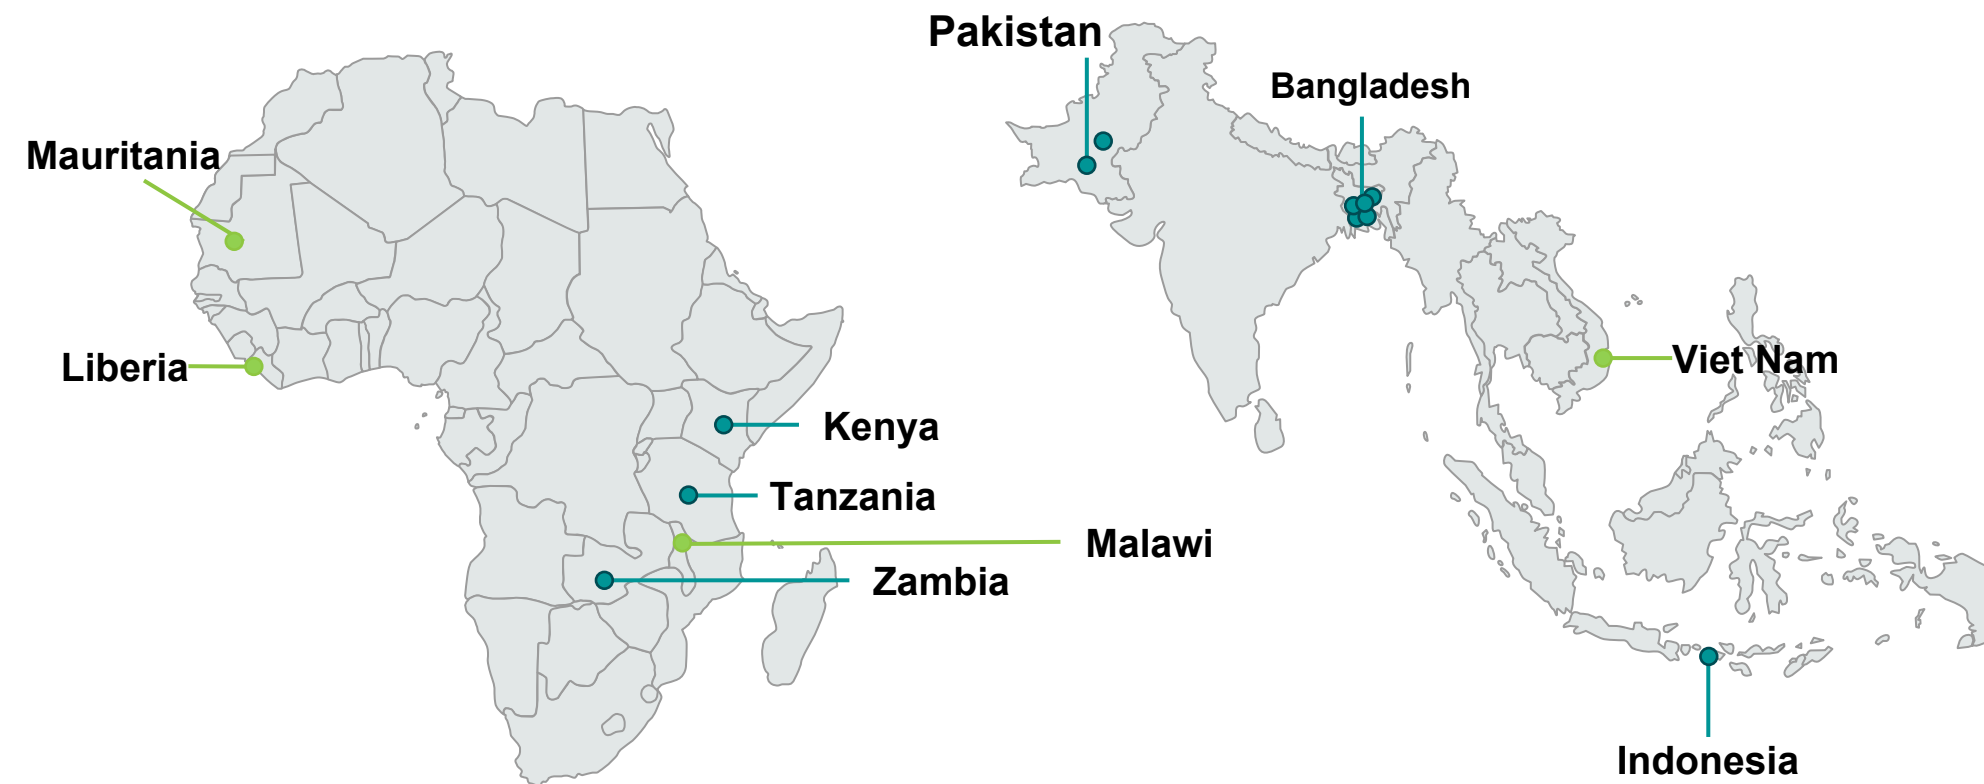 Pakistan
Bangladesh
Mauritania
Liberia
Viet Nam
Kenya
Tanzania
Malawi
Zambia
Indonesia